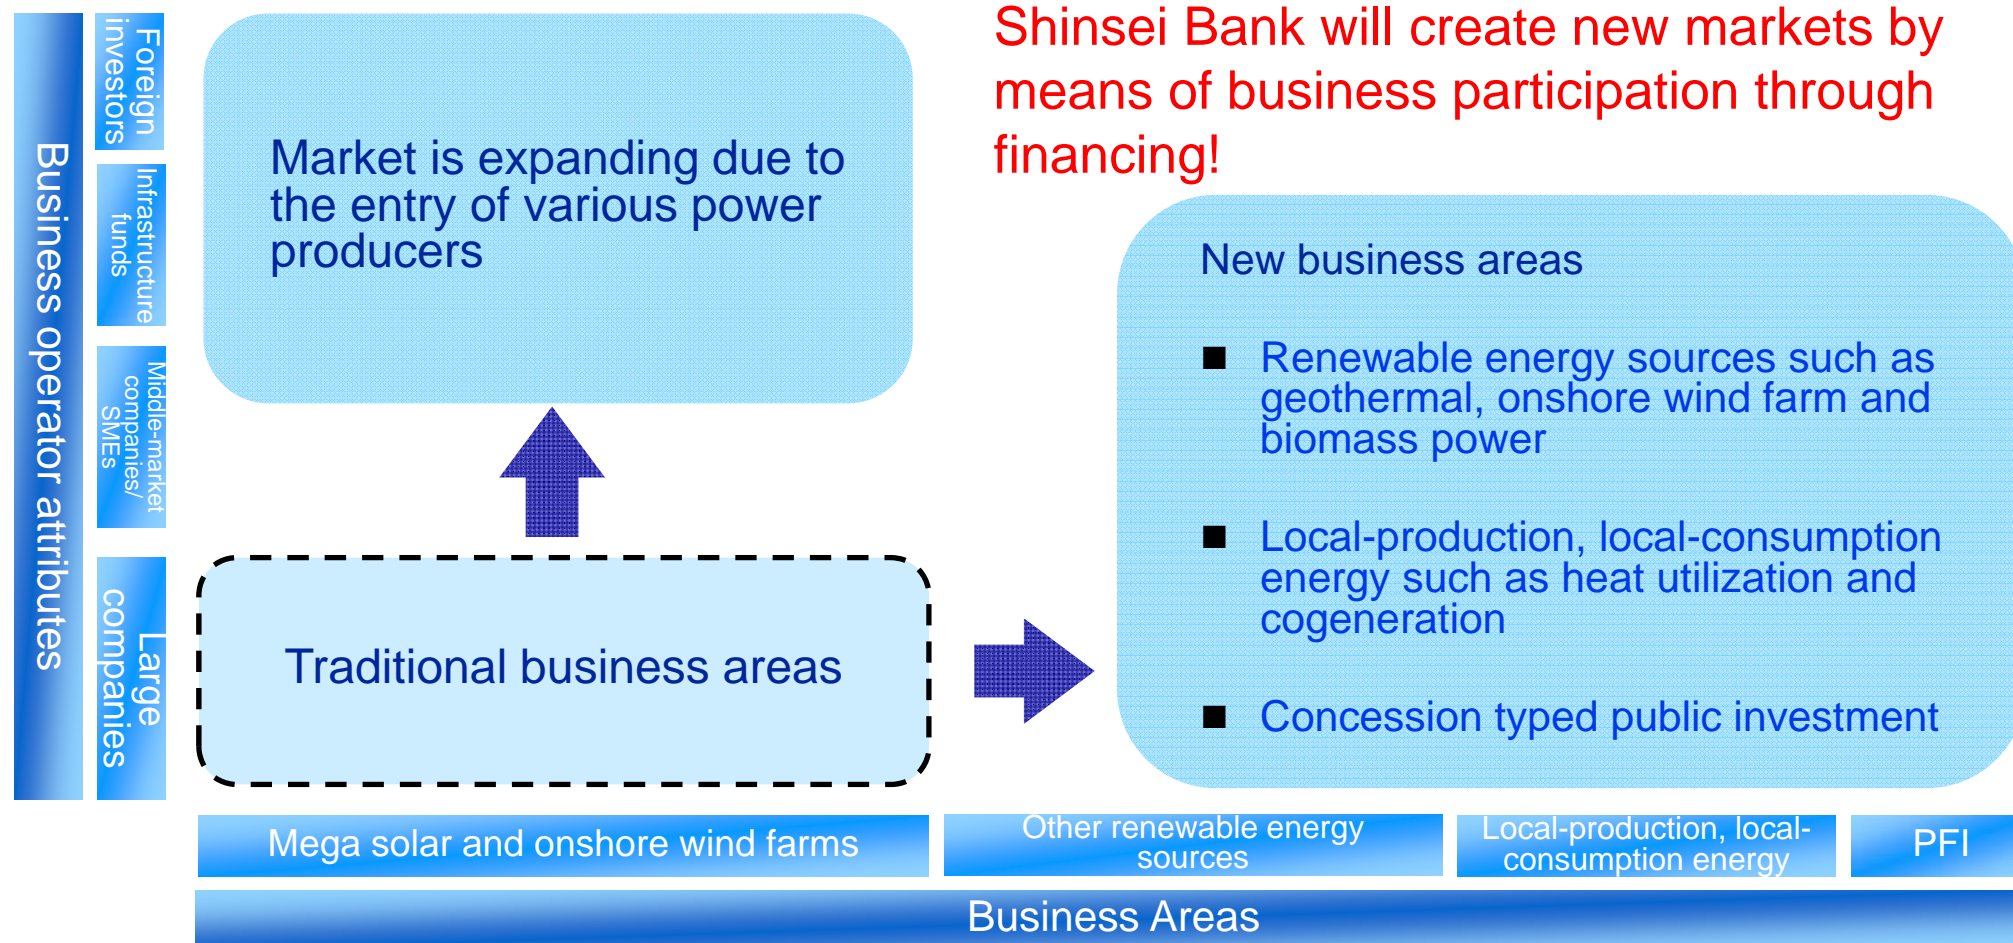 Shinsei Bank will create new markets by
means of business participation through
financing!
Business operator attributes
Foreign
investors
Infrastructure
funds
Middle-market
companies/
SMEs
Large
companies
Market is expanding due to
the entry of various power
producers
Traditional business areas
New business areas
Renewable energy sources such as
geothermal, onshore wind farm and
biomass power
Local-production, local-consumption
energy such as heat utilization and
cogeneration
Concession typed public investment
Mega solar and onshore wind farms
Other renewable energy
sources
Local-production, local-
consumption energy
PFI
Business Areas